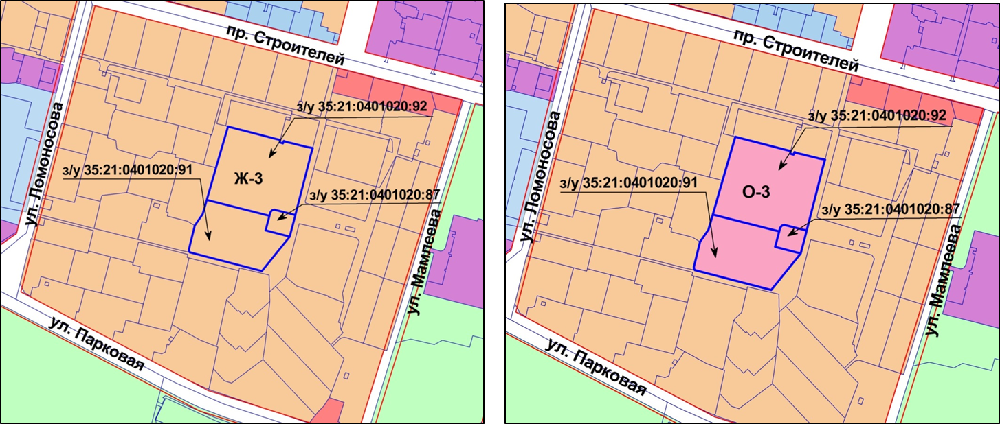 пр. Строителей
з/у 35:21:0401020:92
ул. Ломоносова
з/у 35:21:0401020:91
Ж-3
з/у 35:21:0401020:87
ул. Мамлеева
ул. Парковая
пр. Строителей
з/у 35:21:0401020:92
ул. Ломоносова
з/у 35:21:0401020:91
О-3
з/у 35:21:0401020:87
ул. Мамлеева
ул. Парковая